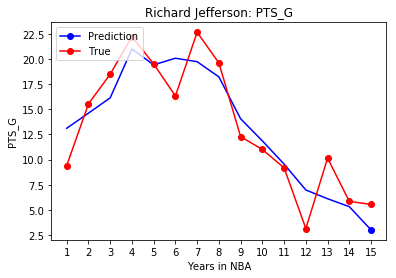 Richard Jefferson: PTS_G
Prediction
True
PTS_G
22.5
20.0
17.5
15.0
12.5
10.0
7.5
5.0
2.5
1 2 3 4 5 6 7 8 9 10 11 12 13 14 15
Years in NBA